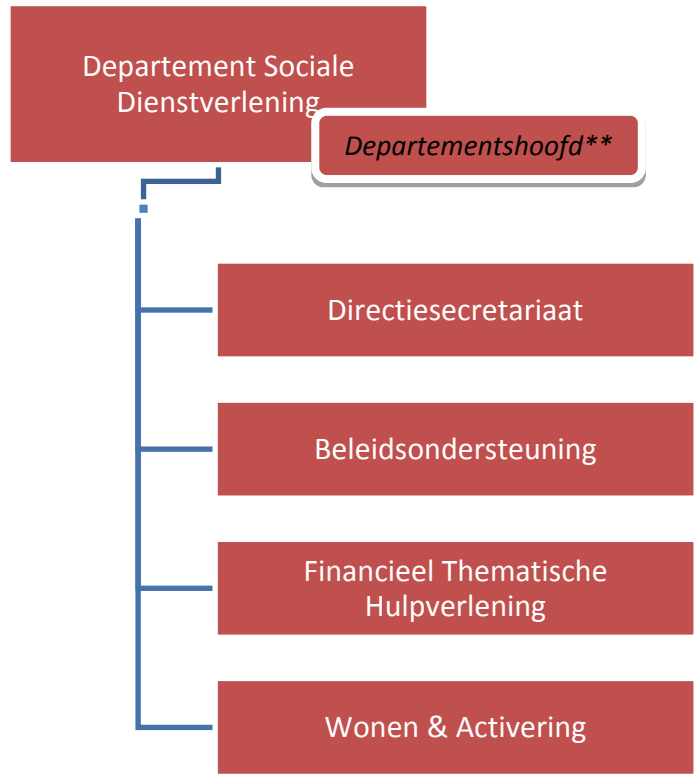 Departement Sociale
Dienstverlening
Departementshoofd**
Directiesecretariaat
Beleidsondersteuning
Financieel Thematische
Hulpverlening
Wonen & Activering